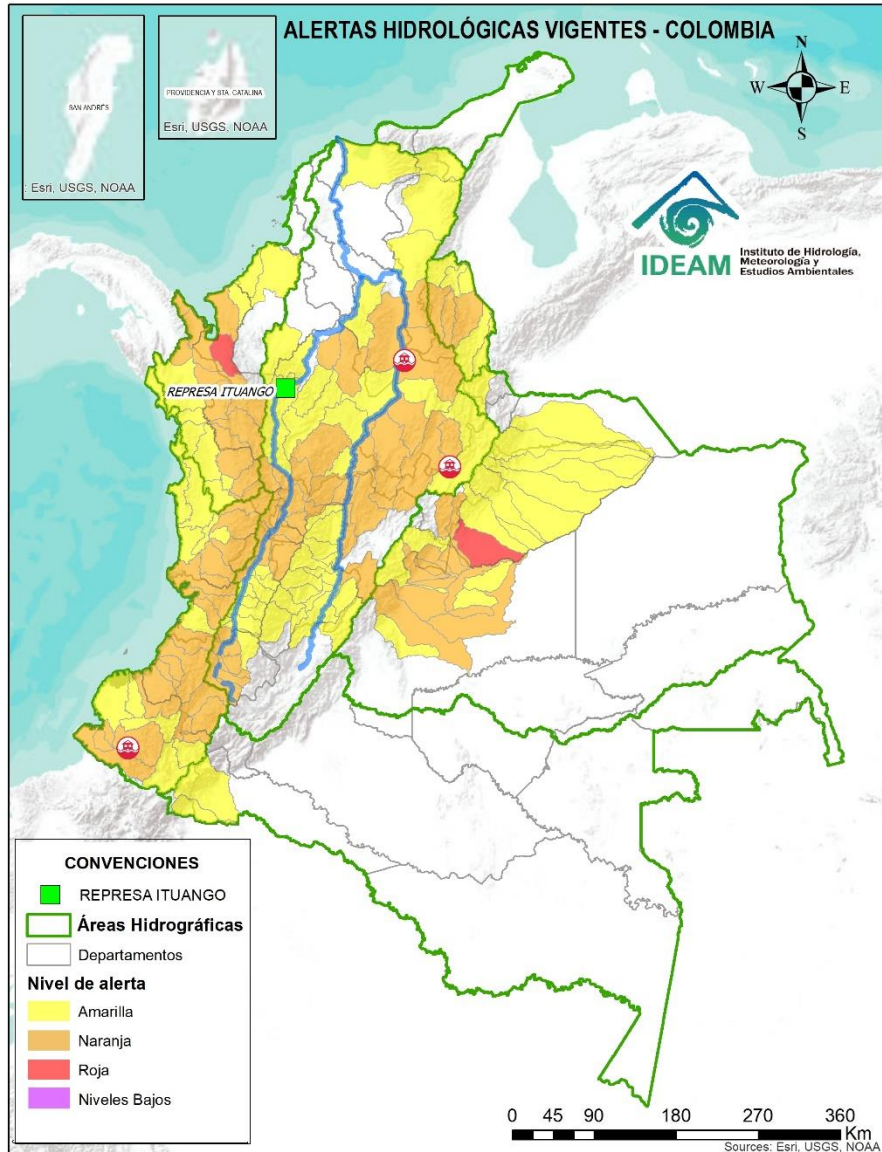 ALERTAS HIDROLÓGICAS VIGENTES - COLOMBIA
SAN ANDRÉS
: Esri, USGS, NOAA
PROVIDENCIA Y STA. CATALINA
Esri, USGS, NOAA
N
W
E
S
IDEAM
Instituto de Hidrología,
Meteorología y
Estudios Ambientales
REPRESA ITUANGO
CONVENCIONES
REPRESA ITUANGO
Áreas Hidrográficas
Departamentos
Nivel de alerta
Amarilla
Naranja
Roja
Niveles Bajos
0 45 90 180 270 360
Km
Sources: Esri, USGS, NOAA